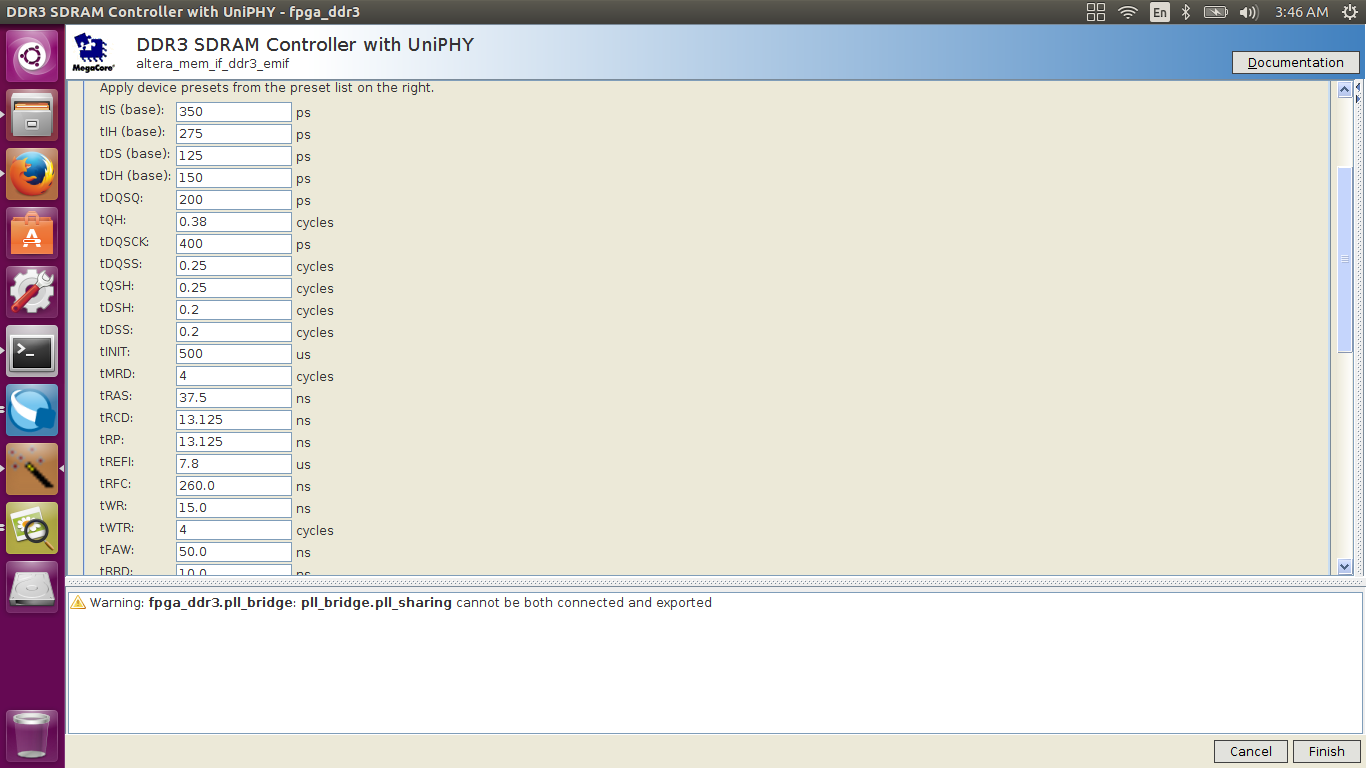 DDR3 SDRAM Controller with UniPHY - fpga_ddr3
En
3:46 AM
MegaCore®
DDR3 SDRAM Controller with UniPHY
altera_mem_if_ddr3_emif
Documentation
Apply device presets from the preset list on the right.
tIS (base): 350 ps
tIH (base): 275 ps
tDS (base): 125 ps
tDH (base): 150 ps
tDQSQ: 200 ps
tQH: 0.38 cycles
tDQSCK: 400 ps
tDQSS: 0.25 cycles
tQSH: 0.25 cycles
tDSH: 0.2 cycles
tDSS: 0.2 cycles
tINIT: 500 us
tMRD: 4 cycles
tRAS: 37.5 ns
tRCD: 13.125 ns
tRP: 13.125 ns
tREFI: 7.8 us
tRFC: 260.0 ns
tWR: 15.0 ns
tWTR: 4 cycles
tFAW: 50.0 ns
tRRD: 10.0 ns
Warning: fpga_ddr3.pll_bridge: pll_bridge.pll_sharing cannot be both connected and exported
Cancel
Finish